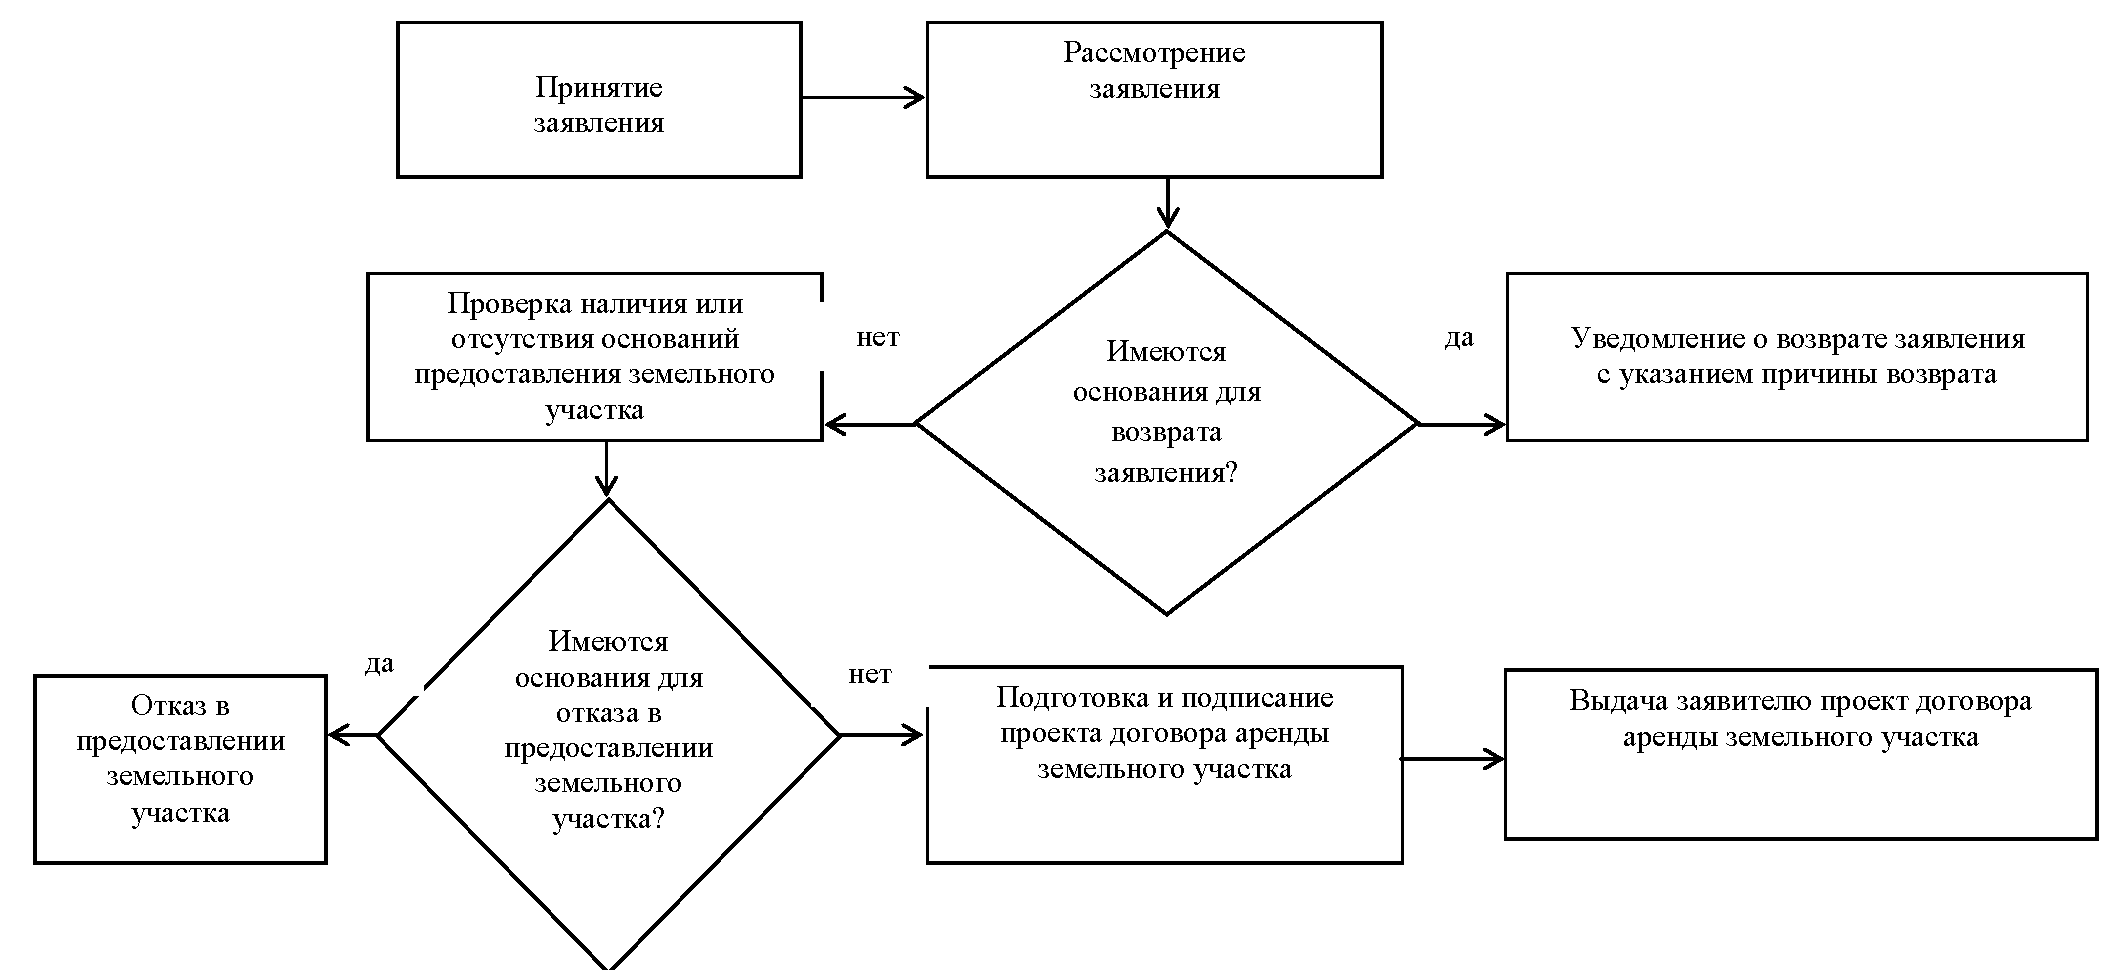 Принятие
заявления
Рассмотрение
заявления
Проверка наличия или
отсутствия оснований
предоставления земельного
участка
нет
Имеются
основания для
возврата
заявления?
да
Уведомление о возврате заявления
с указанием причины возврата
Отказ в
предоставлении
земельного
участка
да
Имеются
основания для
отказа в
предоставлении
земельного
участка?
нет
Подготовка и подписание
проекта договора аренды
земельного участка
Выдача заявителю проект договора
аренды земельного участка